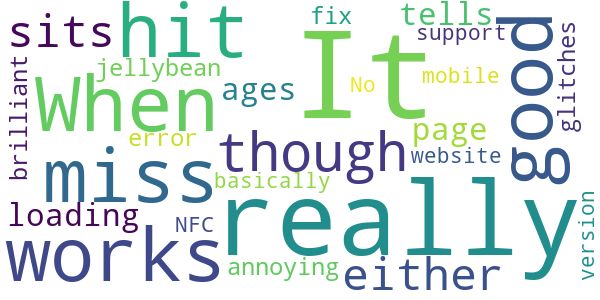 fix
tells
sits
hit
It
support
good
glitches
When
jellybean
ages
No
mobile
brilliant
error
though
page
miss
website
basically
really
loading
NFC
works
annoying
either
version